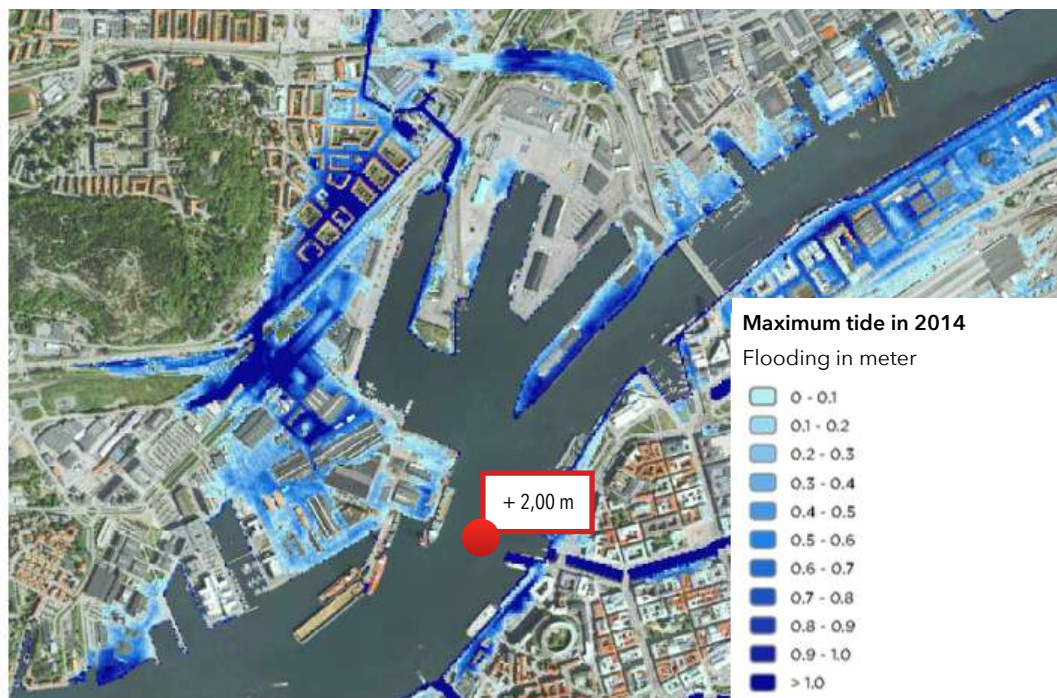 + 2,00 m
Maximum tide in 2014
Flooding in meter
0 - 0.1
0.1 - 0.2
0.2 - 0.3
0.3 - 0.4
0.4 - 0.5
0.5 - 0.6
0.6 - 0.7
0.7 - 0.8
0.8 - 0.9
0.9 - 1.0
> 1.0